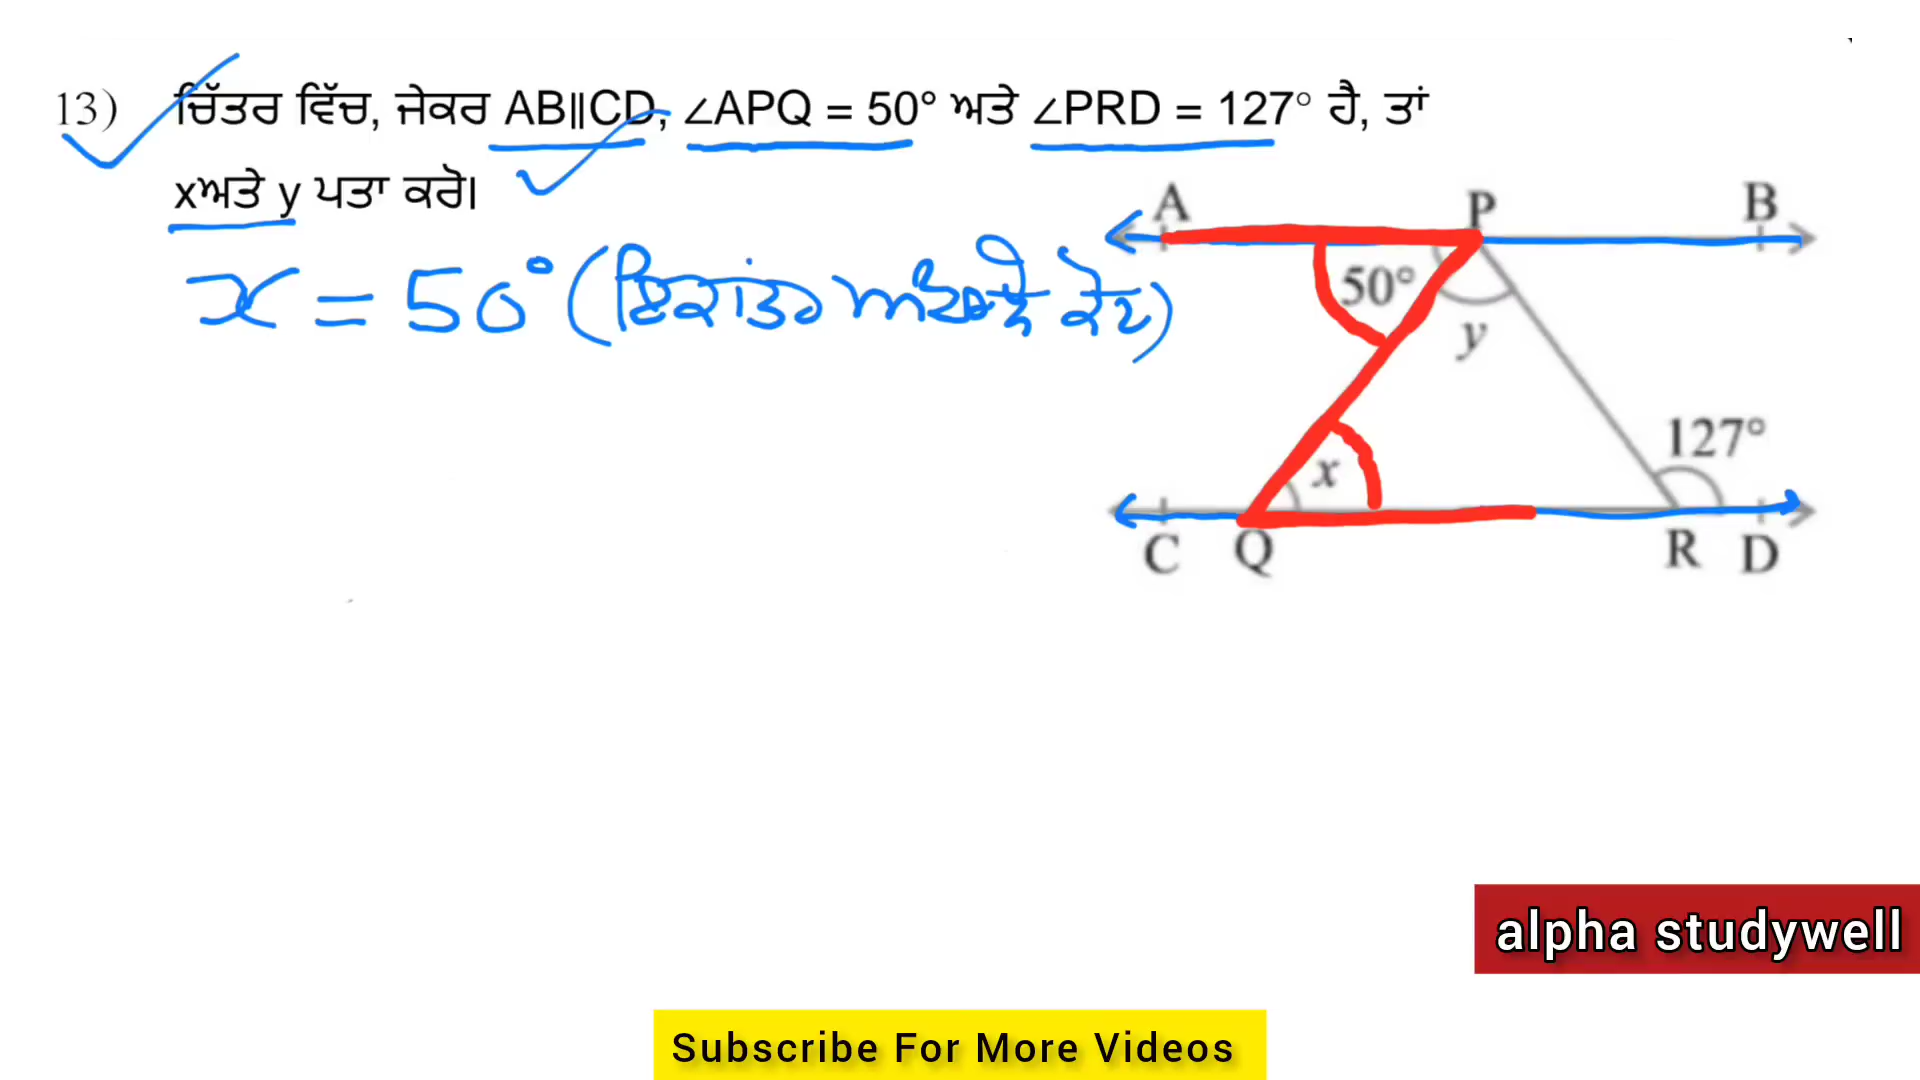 13) ਚਿੱਤਰ ਵਿੱਚ, ਜੇਕਰ AB∥CD, ∠APQ = 50° ਅਤੇ ∠PRD = 127° ਹੈ, ਤਾਂ
xਅਤੇ y ਪਤਾ ਕਰੋ।
x = 50° (ਇਕਾਂਤਰ ਅੰਦਰਲੇ ਕੋਣ)
A P B
50°
y
127°
x
C Q R D
alpha studywell
Subscribe For More Videos